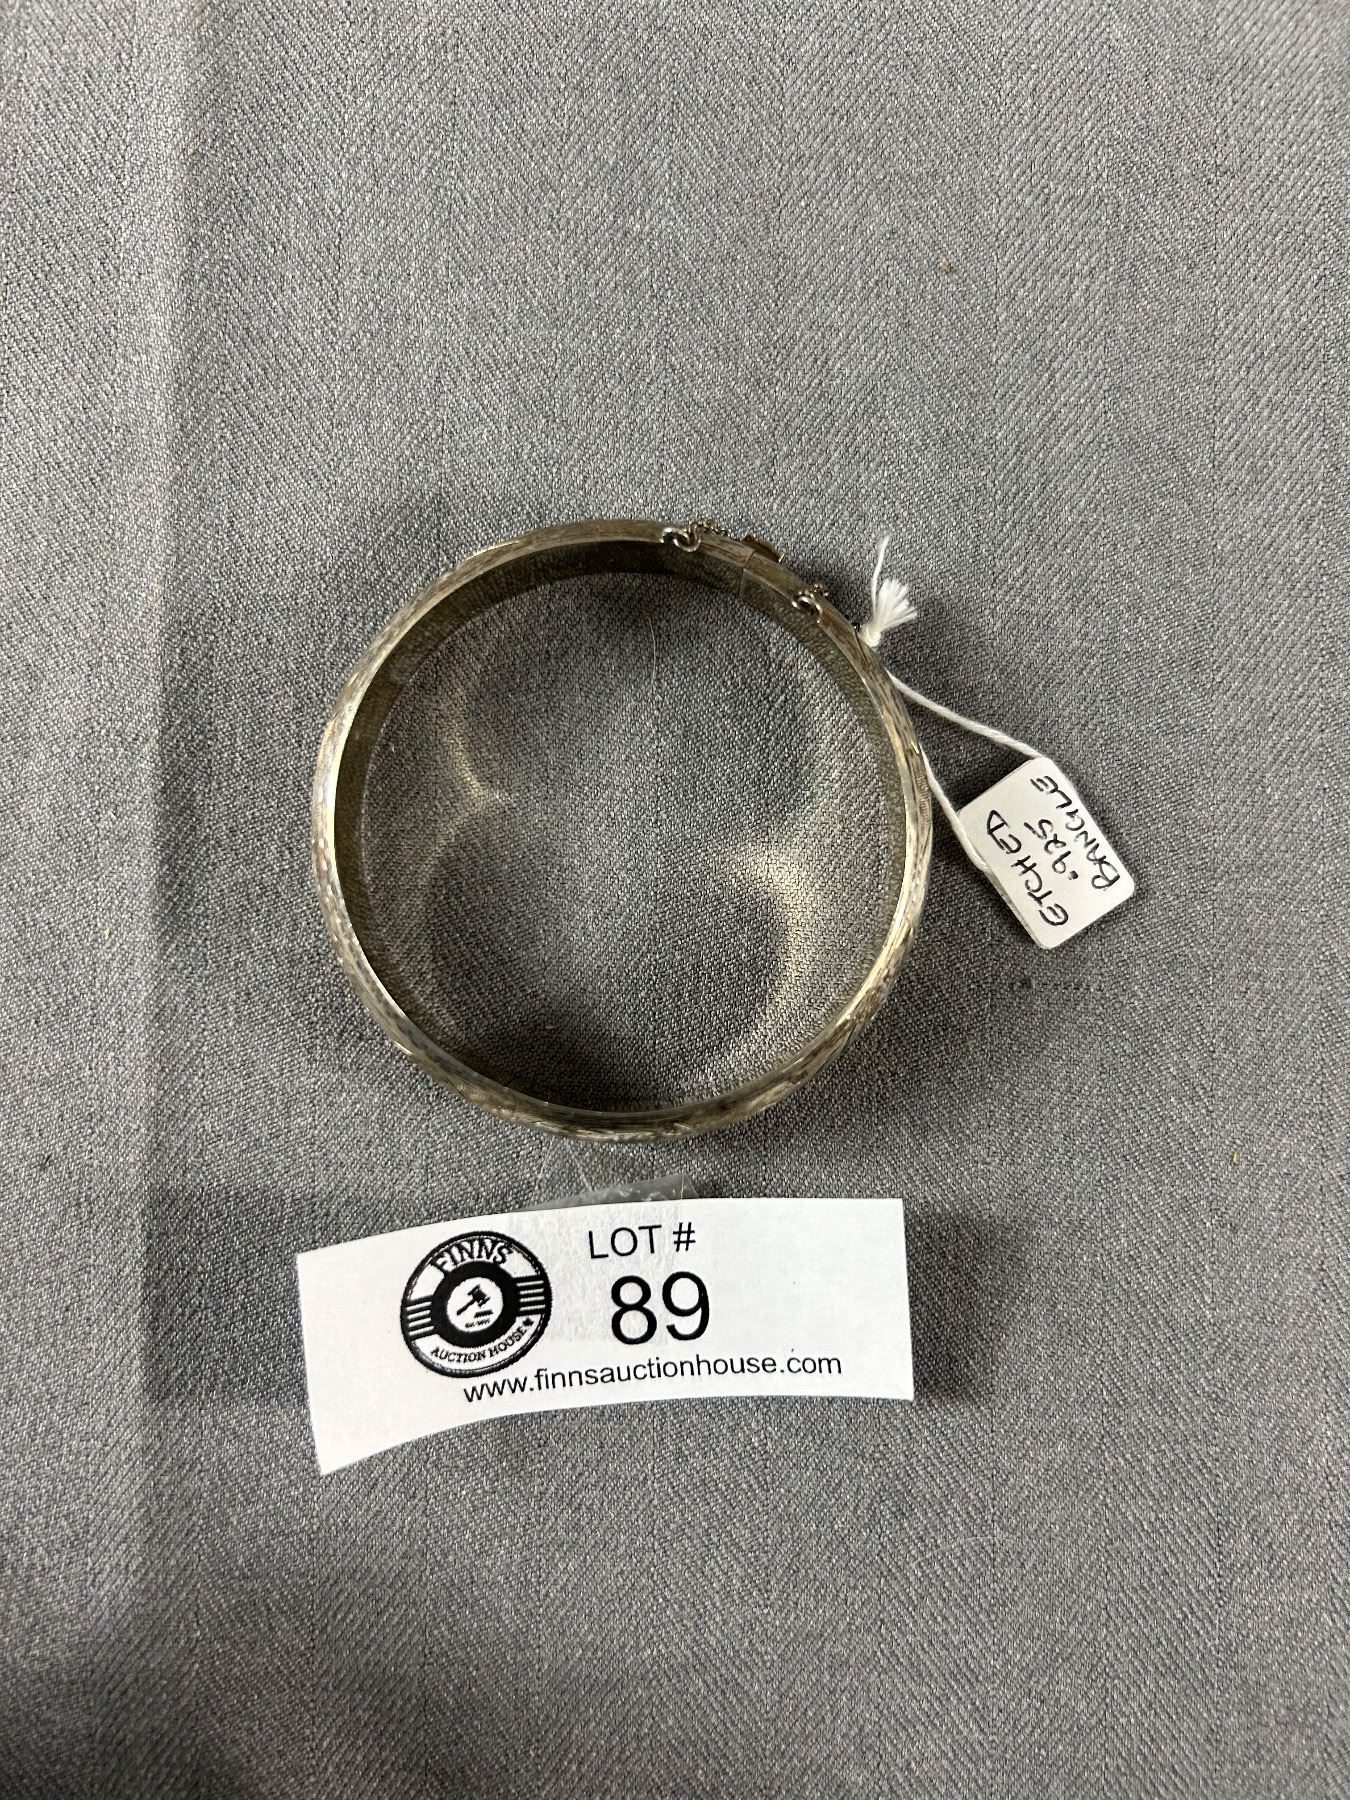 ETCHED
.925
BANGLE
FINNS
AUCTION HOUSE
LOT #
89
www.finnsauctionhouse.com